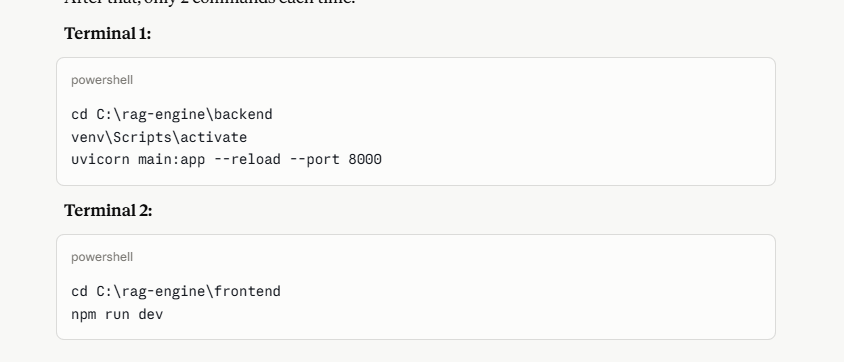 After that, only 2 commands each time:
Terminal 1:
powershell
cd C:\rag-engine\backend
venv\Scripts\activate
uvicorn main:app --reload --port 8000
Terminal 2:
powershell
cd C:\rag-engine\frontend
npm run dev